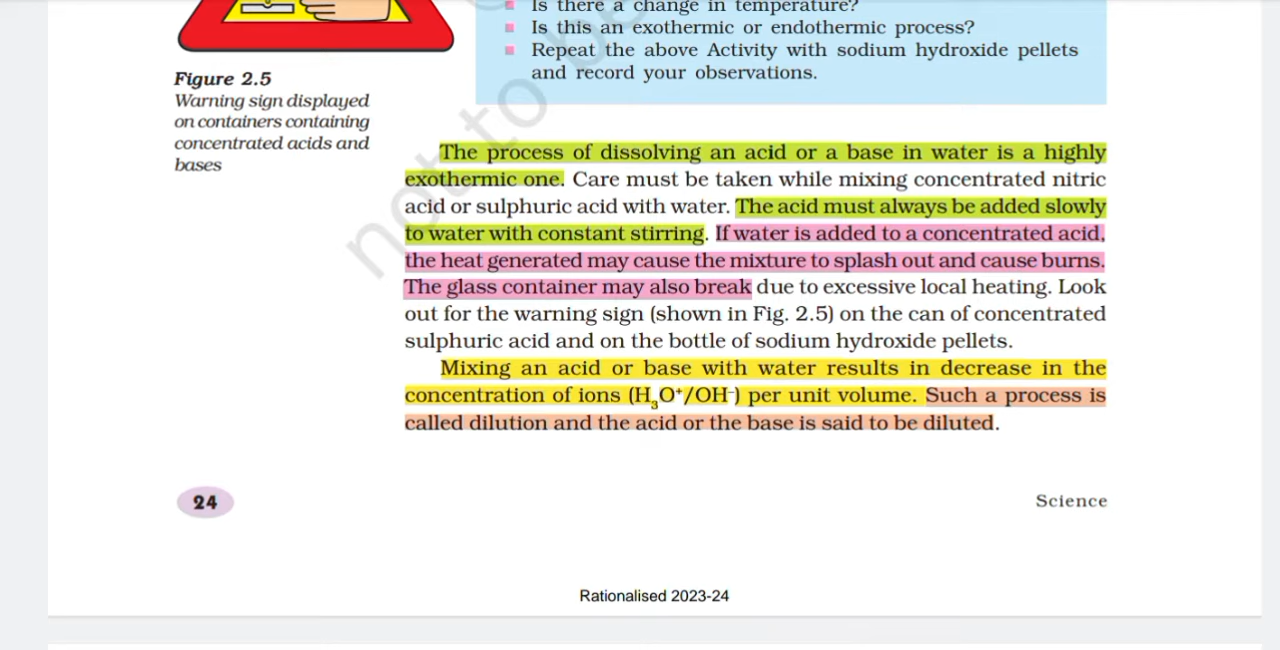 Is there a change in temperature?
Is this an exothermic or endothermic process?
Repeat the above Activity with sodium hydroxide pellets
and record your observations.
Figure 2.5
Warning sign displayed
on containers containing
concentrated acids and
bases
not to be
The process of dissolving an acid or a base in water is a highly
exothermic one. Care must be taken while mixing concentrated nitric
acid or sulphuric acid with water. The acid must always be added slowly
to water with constant stirring. If water is added to a concentrated acid,
the heat generated may cause the mixture to splash out and cause burns.
The glass container may also break due to excessive local heating. Look
out for the warning sign (shown in Fig. 2.5) on the can of concentrated
sulphuric acid and on the bottle of sodium hydroxide pellets.
Mixing an acid or base with water results in decrease in the
concentration of ions (H₃O⁺/OH⁻) per unit volume. Such a process is
called dilution and the acid or the base is said to be diluted.
24
Science
Rationalised 2023-24